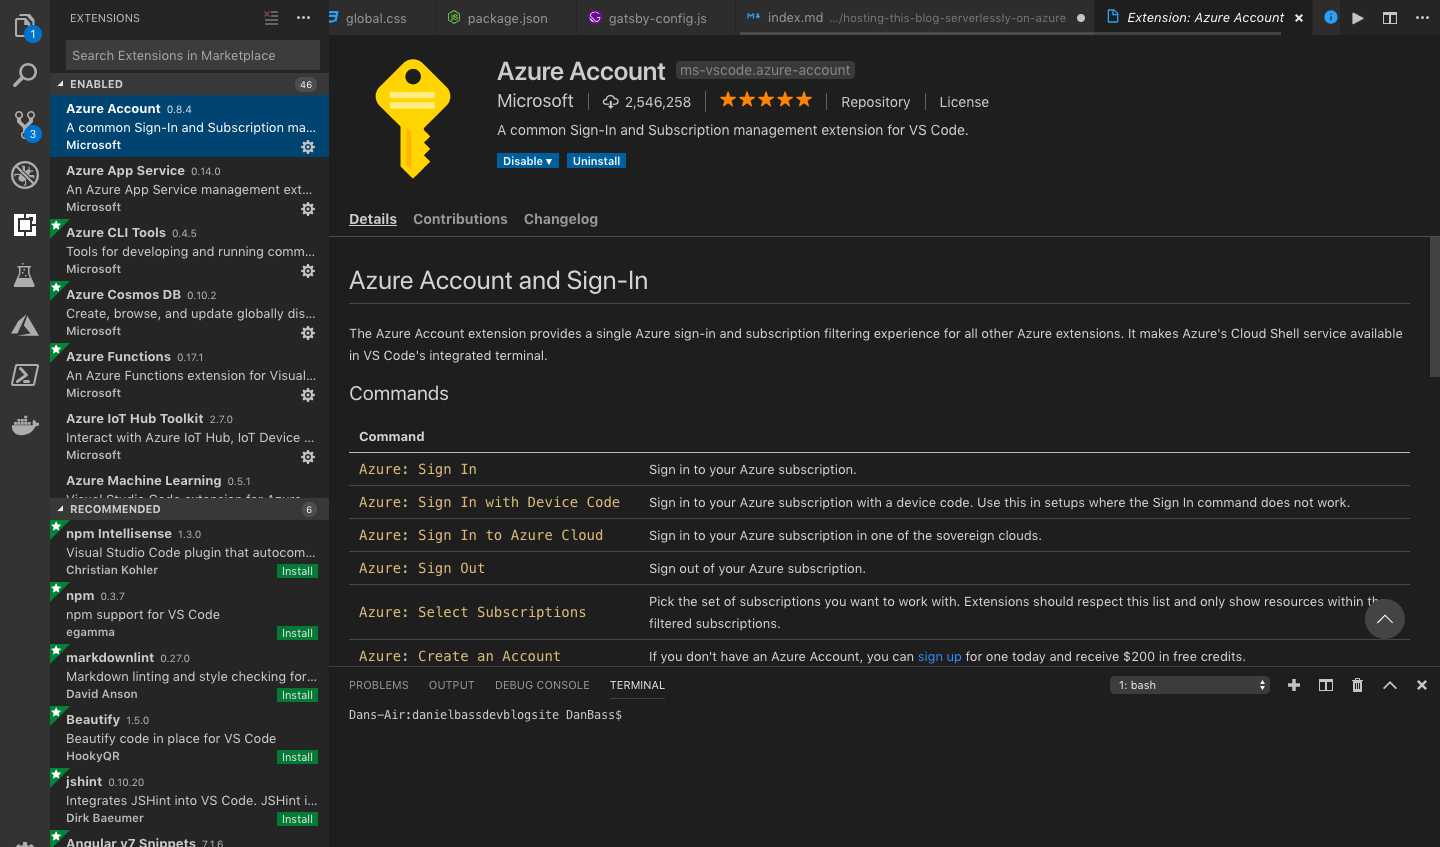 EXTENSIONS
Search Extensions in Marketplace
ENABLED 46
Azure Account 0.8.4
A common Sign-In and Subscription ma...
Microsoft
Azure App Service 0.14.0
An Azure App Service management ext...
Microsoft
Azure CLI Tools 0.4.5
Tools for developing and running comm...
Microsoft
Azure Cosmos DB 0.10.2
Create, browse, and update globally dis...
Microsoft
Azure Functions 0.17.1
An Azure Functions extension for Visual...
Microsoft
Azure IoT Hub Toolkit 2.7.0
Interact with Azure IoT Hub, IoT Device ...
Microsoft
Azure Machine Learning 0.5.1
Visual Studio Code extension for Azure
RECOMMENDED 6
npm Intellisense 1.3.0
Visual Studio Code plugin that autocom...
Christian Kohler Install
npm 0.3.7
npm support for VS Code
egamma Install
markdownlint 0.27.0
Markdown linting and style checking for...
David Anson Install
Beautify 1.5.0
Beautify code in place for VS Code
HookyQR Install
jshint 0.10.20
Integrates JSHint into VS Code. JSHint i...
Dirk Baeumer Install
Angular v7 Snippets 7.1.6
1
3
global.css package.json gatsby-config.js index.md .../hosting-this-blog-serverlessly-on-azure Extension: Azure Account
Azure Account ms-vscode.azure-account
Microsoft 2,546,258 Repository License
A common Sign-In and Subscription management extension for VS Code.
Disable Uninstall
Details Contributions Changelog
Azure Account and Sign-In
The Azure Account extension provides a single Azure sign-in and subscription filtering experience for all other Azure extensions. It makes Azure's Cloud Shell service available
in VS Code's integrated terminal.
Commands
Command
Azure: Sign In Sign in to your Azure subscription.
Azure: Sign In with Device Code Sign in to your Azure subscription with a device code. Use this in setups where the Sign In command does not work.
Azure: Sign In to Azure Cloud Sign in to your Azure subscription in one of the sovereign clouds.
Azure: Sign Out Sign out of your Azure subscription.
Azure: Select Subscriptions Pick the set of subscriptions you want to work with. Extensions should respect this list and only show resources within the
filtered subscriptions.
Azure: Create an Account If you don't have an Azure Account, you can sign up for one today and receive $200 in free credits.
PROBLEMS OUTPUT DEBUG CONSOLE TERMINAL 1: bash
Dans-Air:danielbassdevblogsite DanBass$